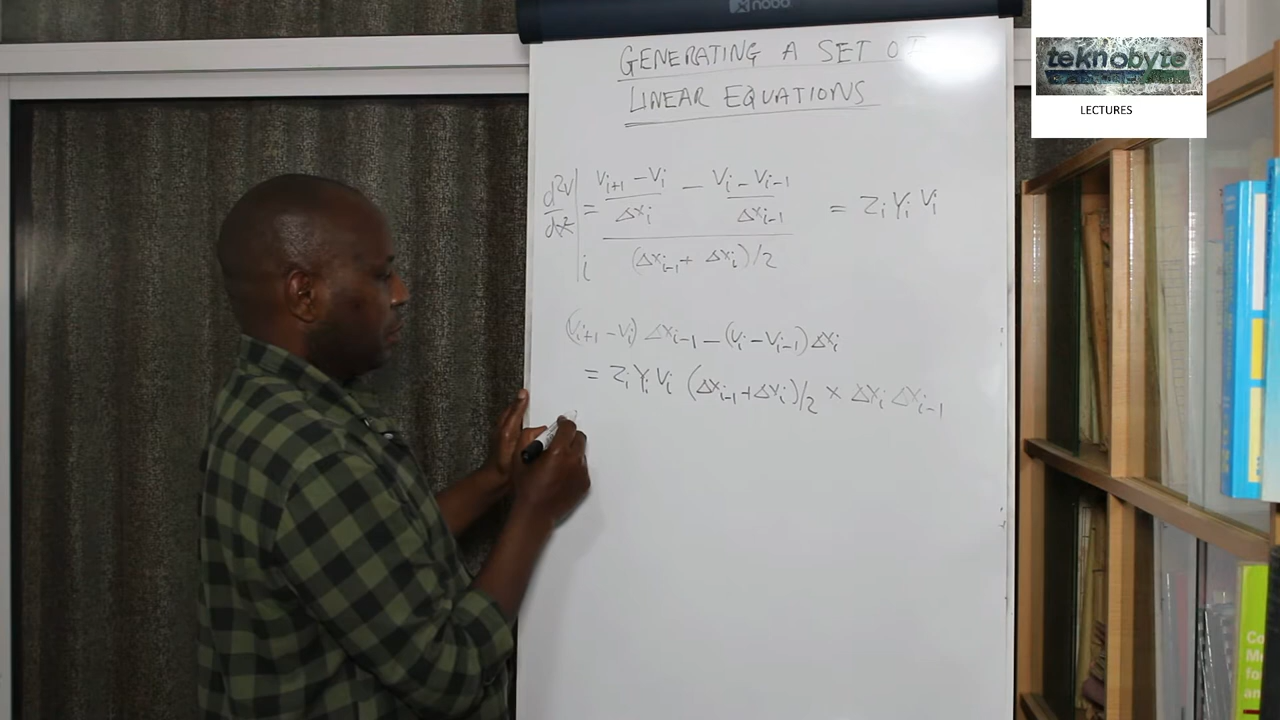 nobo
GENERATING A SET
LINEAR EQUATIONS
teknobyte
LECTURES
d²V/dx² |i = ((Vi+1 − Vi)/Δxi − (Vi − Vi−1)/Δxi−1) / ((Δxi−1 + Δxi)/2) = Zi Yi Vi
(Vi+1 − Vi) Δxi−1 − (Vi − Vi−1) Δxi
= Zi Yi Vi (Δxi−1 + Δxi)/2 × Δxi Δxi−1
Co